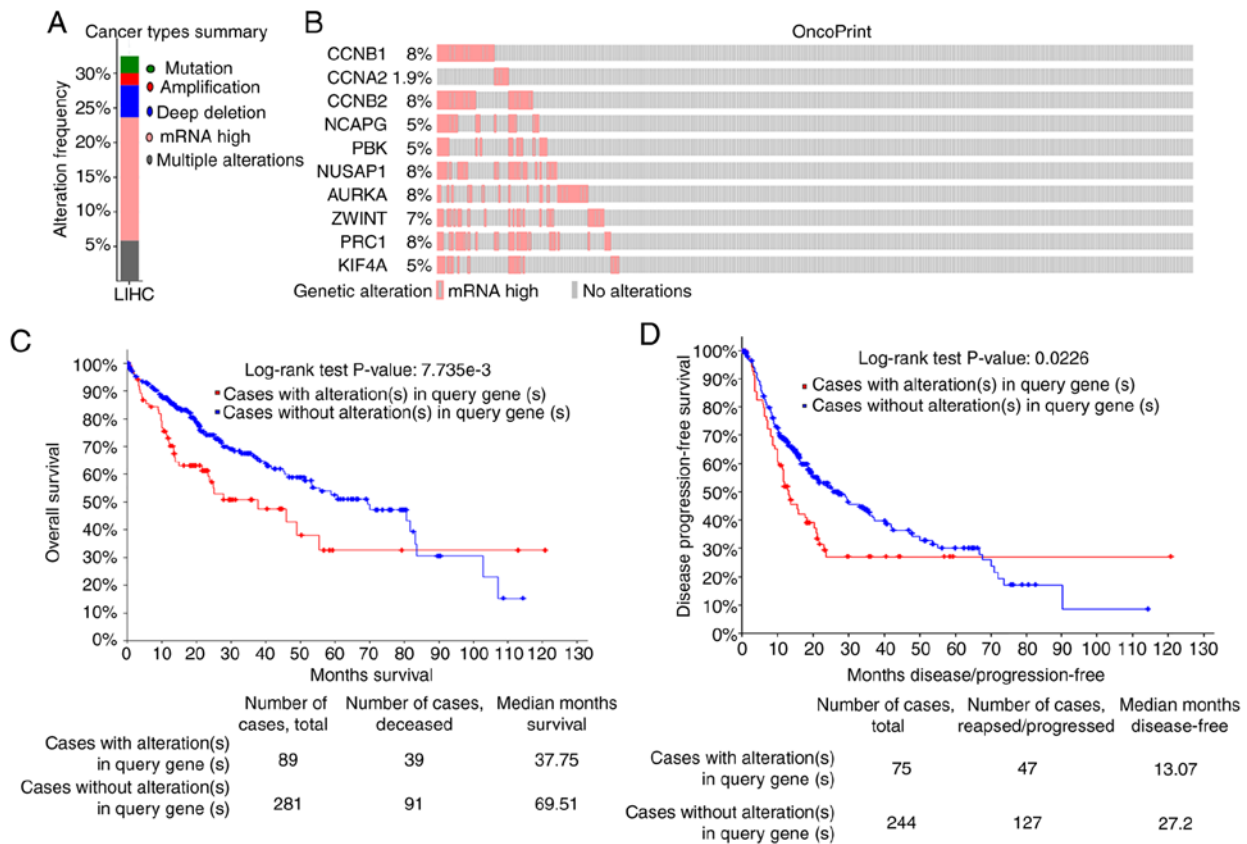 A
Cancer types summary
Alteration frequency
30%
25%
20%
15%
10%
5%
LIHC
Mutation
Amplification
Deep deletion
mRNA high
Multiple alterations
B
OncoPrint
CCNB1 8%
CCNA2 1.9%
CCNB2 8%
NCAPG 5%
PBK 5%
NUSAP1 8%
AURKA 8%
ZWINT 7%
PRC1 8%
KIF4A 5%
Genetic alteration mRNA high No alterations
C
Log-rank test P-value: 7.735e-3
Cases with alteration(s) in query gene (s)
Cases without alteration(s) in query gene (s)
Overall survival
100%
90%
80%
70%
60%
50%
40%
30%
20%
10%
0%
0 10 20 30 40 50 60 70 80 90 100 110 120 130
Months survival
Number of cases, total
Number of cases, deceased
Median months survival
Cases with alteration(s) in query gene (s) 89 39 37.75
Cases without alteration(s) in query gene (s) 281 91 69.51
D
Log-rank test P-value: 0.0226
Cases with alteration(s) in query gene (s)
Cases without alteration(s) in query gene (s)
Disease progression-free survival
100%
90%
80%
70%
60%
50%
40%
30%
20%
10%
0%
0 10 20 30 40 50 60 70 80 90 100 110 120 130
Months disease/progression-free
Number of cases, total
Number of cases, reapsed/progressed
Median months disease-free
Cases with alteration(s) in query gene (s) 75 47 13.07
Cases without alteration(s) in query gene (s) 244 127 27.2